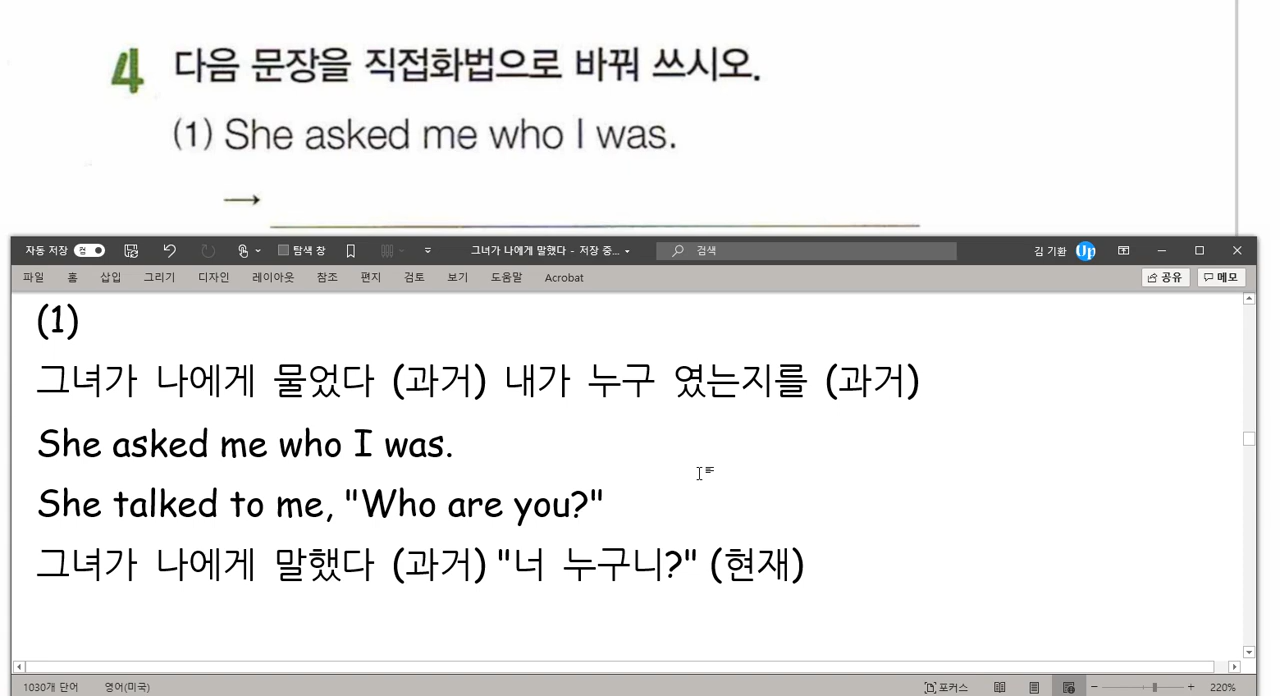 4 다음 문장을 직접화법으로 바꿔 쓰시오.
(1) She asked me who I was.
→
자동 저장 켬 탐색 창 그녀가 나에게 말했다 - 저장 중... 검색 김 기환 Up
파일 홈 삽입 그리기 디자인 레이아웃 참조 편지 검토 보기 도움말 Acrobat 공유 메모
(1)
그녀가 나에게 물었다 (과거) 내가 누구 였는지를 (과거)
She asked me who I was.
She talked to me, "Who are you?"
그녀가 나에게 말했다 (과거) "너 누구니?" (현재)
1030개 단어 영어(미국) 포커스 220%